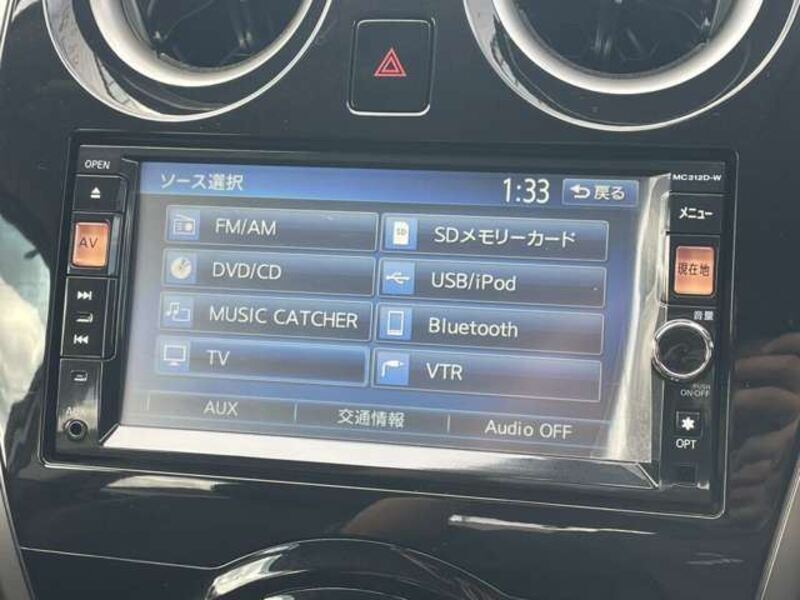 OPEN
MC312D-W
ソース選択
1:33
戻る
メニュー
AV
現在地
FM/AM
SDメモリーカード
DVD/CD
USB/iPod
MUSIC CATCHER
Bluetooth
TV
VTR
音量
PUSH
ON-OFF
AUX
AUX
交通情報
Audio OFF
OPT
SD